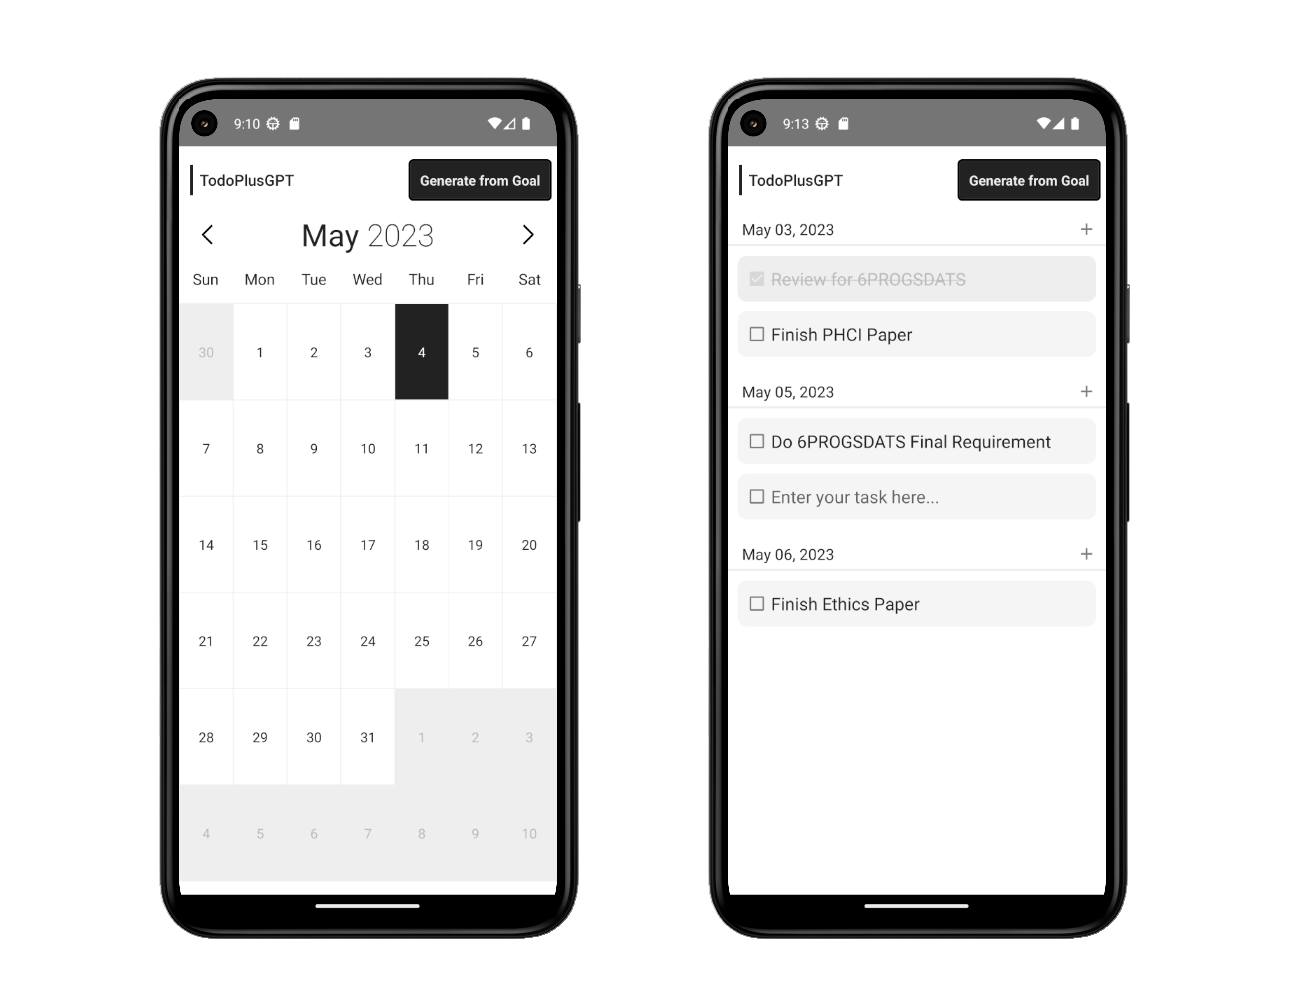 9:10
TodoPlusGPT
Generate from Goal
May 2023
Sun Mon Tue Wed Thu Fri Sat
30 1 2 3 4 5 6
7 8 9 10 11 12 13
14 15 16 17 18 19 20
21 22 23 24 25 26 27
28 29 30 31 1 2 3
4 5 6 7 8 9 10
9:13
TodoPlusGPT
Generate from Goal
May 03, 2023 +
Review for 6PROGSDATS
Finish PHCI Paper
May 05, 2023 +
Do 6PROGSDATS Final Requirement
Enter your task here...
May 06, 2023 +
Finish Ethics Paper